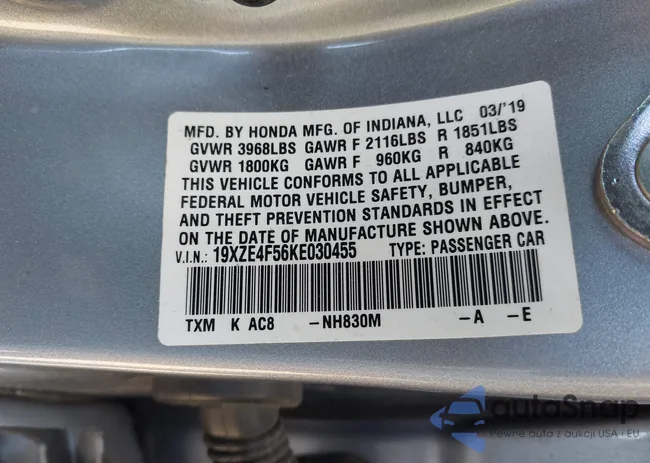 MFD. BY HONDA MFG. OF INDIANA, LLC 03/'19
GVWR 3968LBS GAWR F 2116LBS R 1851LBS
GVWR 1800KG GAWR F 960KG R 840KG
THIS VEHICLE CONFORMS TO ALL APPLICABLE
FEDERAL MOTOR VEHICLE SAFETY, BUMPER,
AND THEFT PREVENTION STANDARDS IN EFFECT
ON THE DATE OF MANUFACTURE SHOWN ABOVE.
V.I.N.: 19XZE4F56KE030455 TYPE: PASSENGER CAR
TXM K AC8 -NH830M -A -E
autoSnap
Pewne auta z aukcji USA i EU